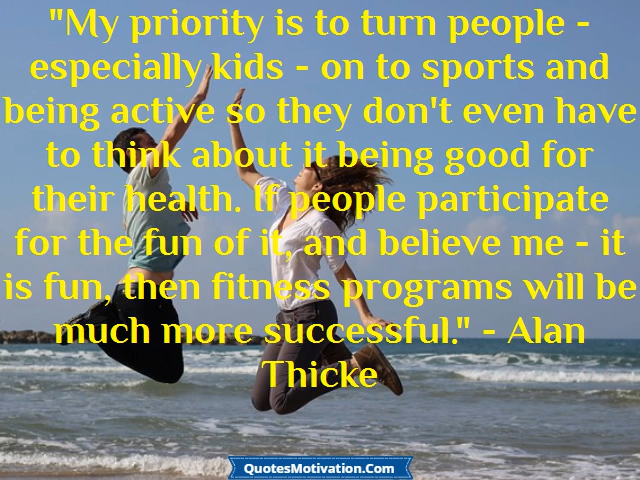 "My priority is to turn people -
especially kids - on to sports and
being active so they don't even have
to think about it being good for
their health. If people participate
for the fun of it, and believe me - it
is fun, then fitness programs will be
much more successful." - Alan
Thicke
QuotesMotivation.Com